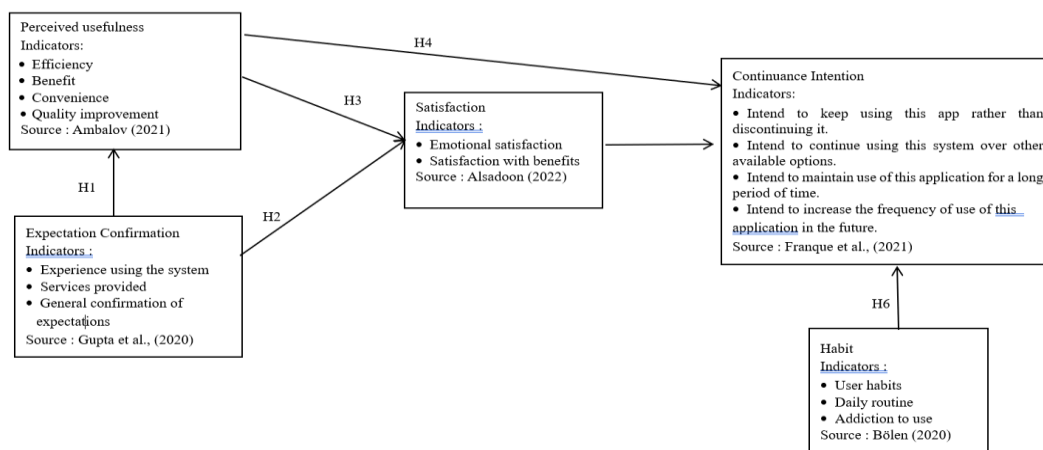 Perceived usefulness
Indicators:
• Efficiency
• Benefit
• Convenience
• Quality improvement
Source : Ambalov (2021)
H4
H3
Satisfaction
Indicators :
• Emotional satisfaction
• Satisfaction with benefits
Source : Alsadoon (2022)
Continuance Intention
Indicators:
• Intend to keep using this app rather than
discontinuing it.
• Intend to continue using this system over other
available options.
• Intend to maintain use of this application for a long
period of time.
• Intend to increase the frequency of use of this
application in the future.
Source : Franque et al., (2021)
H1
H2
Expectation Confirmation
Indicators :
• Experience using the system
• Services provided
• General confirmation of
expectations
Source : Gupta et al., (2020)
H6
Habit
Indicators :
• User habits
• Daily routine
• Addiction to use
Source : Bölen (2020)